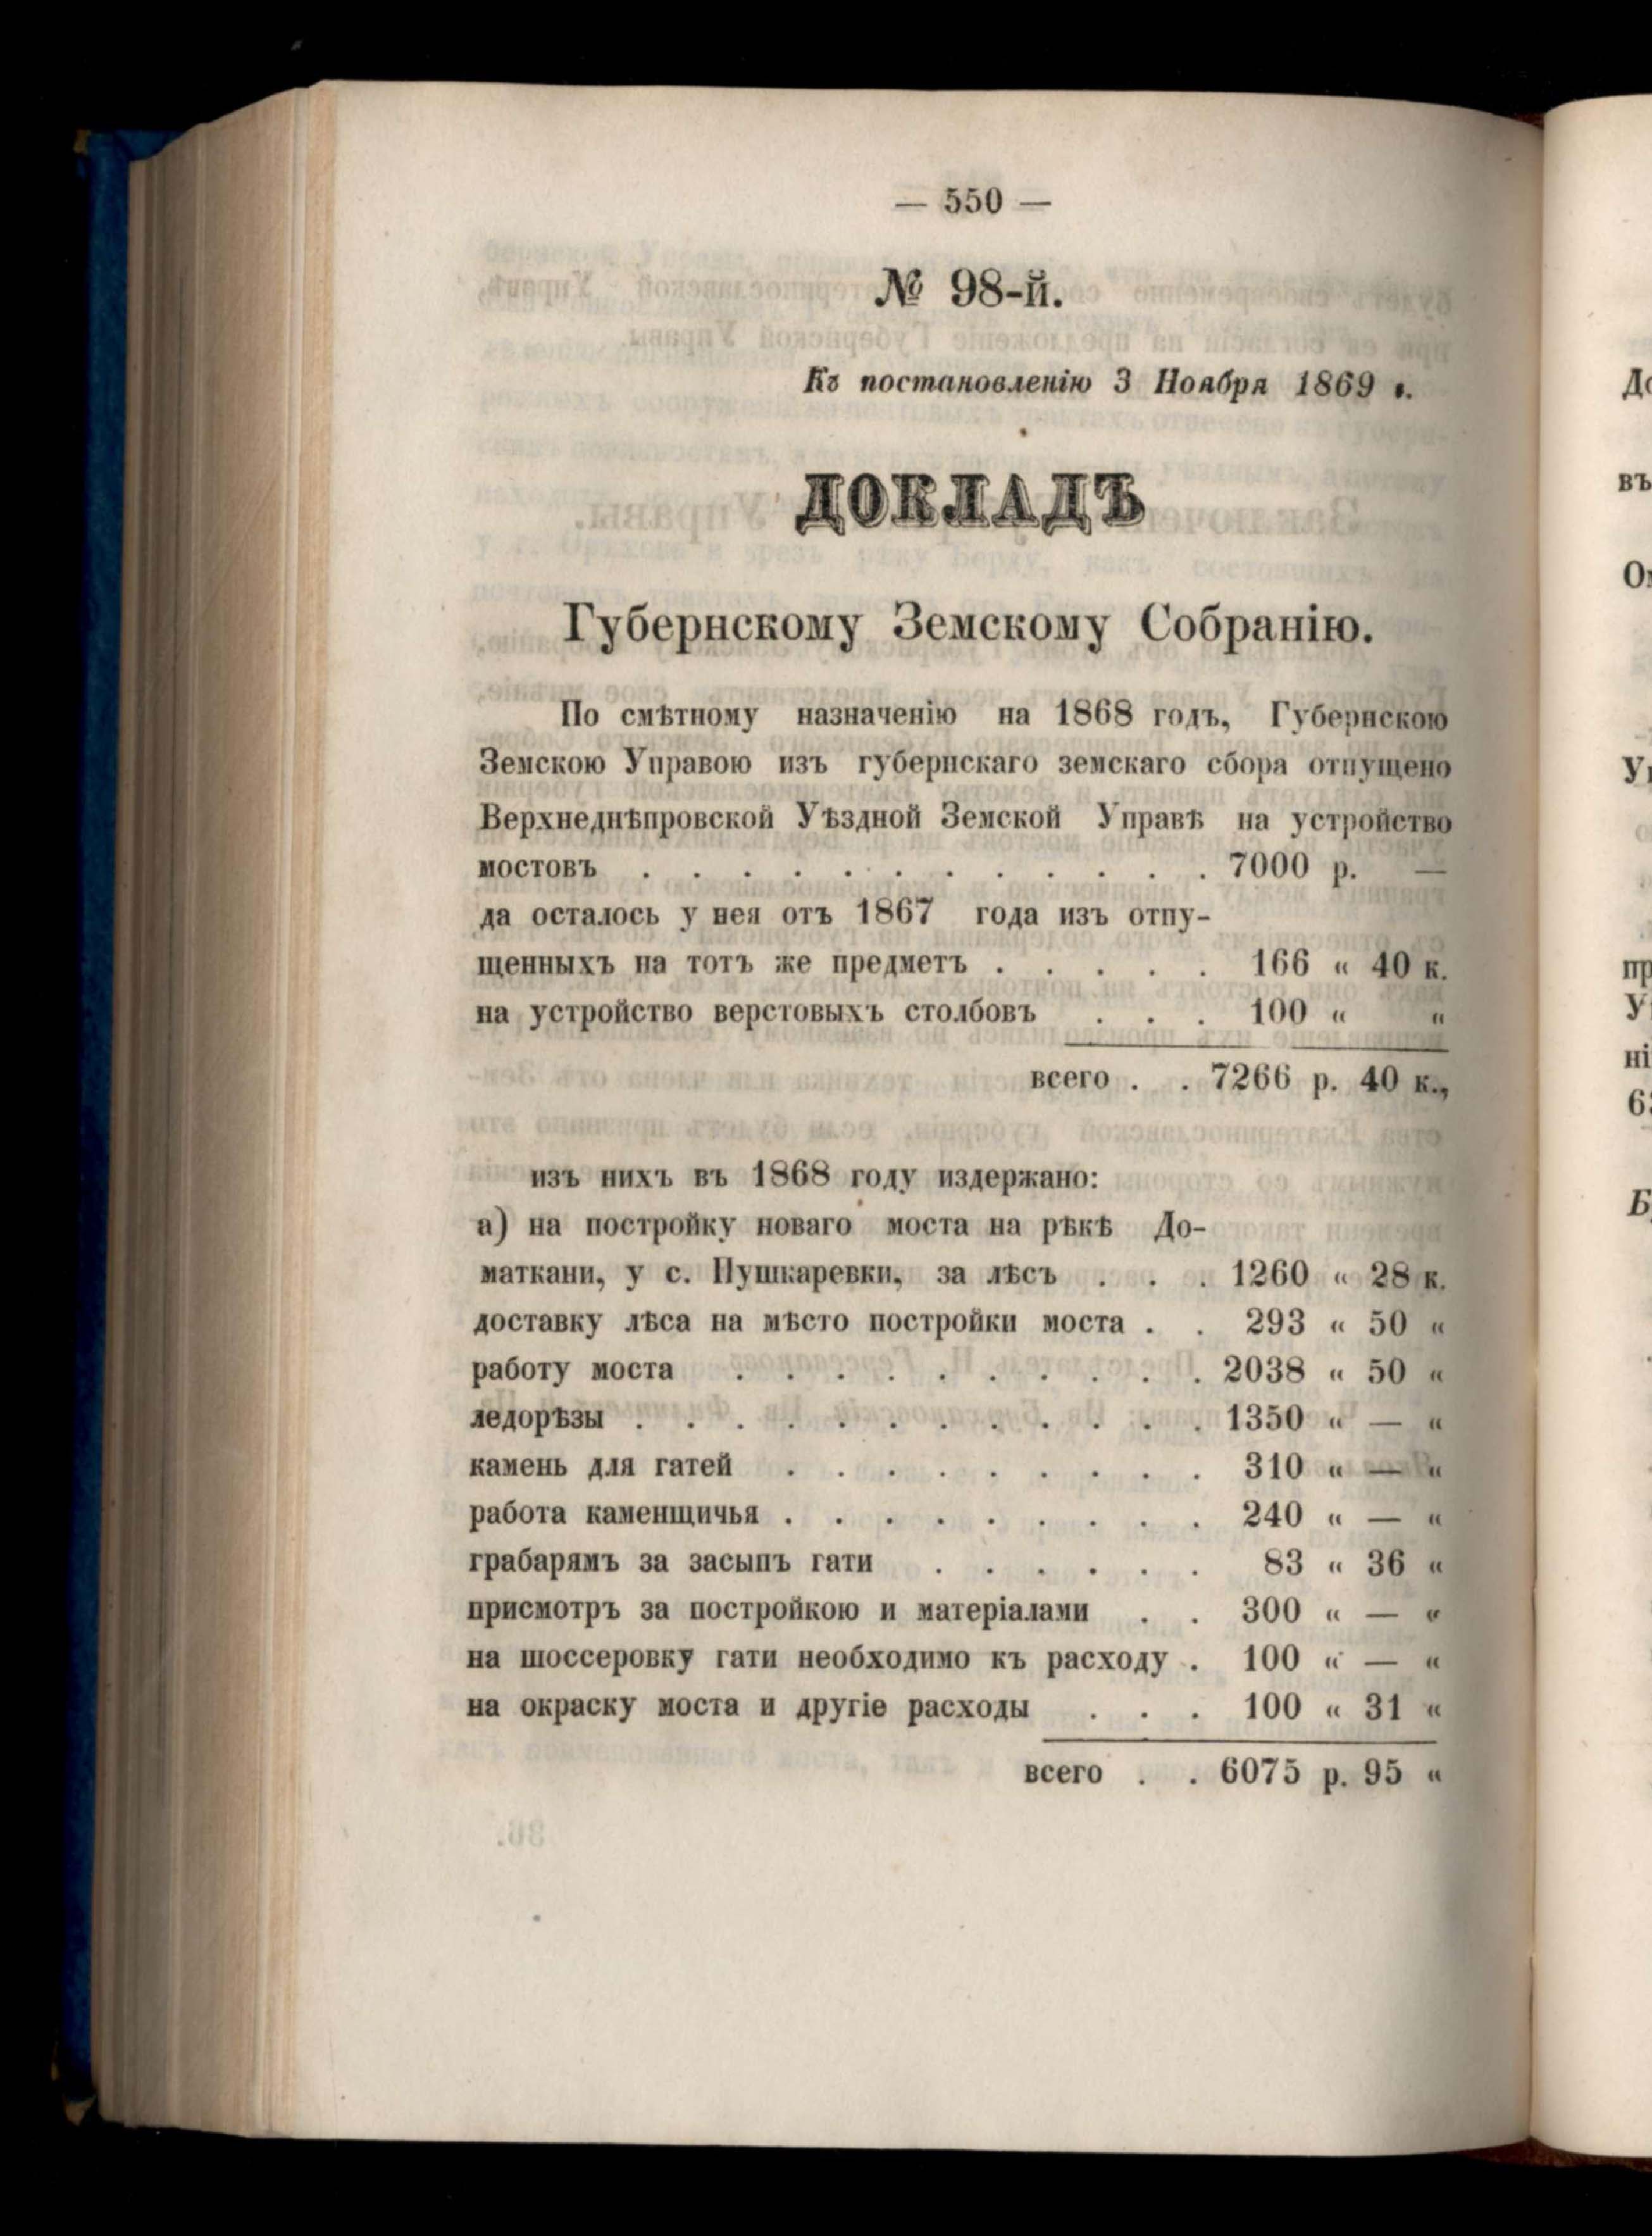 — 550 —
№ 98-й.
Къ постановленію 3 Ноября 1869 г.
ДОКЛАДЪ
Губернскому Земскому Собранію.
По смѣтному назначенію на 1868 годъ, Губернскою
Земскою Управою изъ губернскаго земскаго сбора отпущено
Верхнеднѣпровской Уѣздной Земской Управѣ на устройство
мостовъ . . . . . . . . . . . . 7000 р. —
да осталось у нея отъ 1867 года изъ отпу-
щенныхъ на тотъ же предметъ . . . . . 166 „ 40 к.
на устройство верстовыхъ столбовъ . . . 100 „ „
всего . . 7266 р. 40 к.,
изъ нихъ въ 1868 году издержано:
а) на постройку новаго моста на рѣкѣ До-
маткани, у с. Пушкаревки, за лѣсъ . . . 1260 „ 28 к.
доставку лѣса на мѣсто постройки моста . . 293 „ 50 „
работу моста . . . . . . . . . . 2038 „ 50 „
ледорѣзы . . . . . . . . . . . . 1350 „ — „
камень для гатей . . . . . . . . . 310 „ — „
работа каменщичья . . . . . . . . . 240 „ — „
грабарямъ за засыпъ гати . . . . . . 83 „ 36 „
присмотръ за постройкою и матеріалами . . 300 „ — „
на шоссеровку гати необходимо къ расходу . 100 „ — „
на окраску моста и другіе расходы . . . 100 „ 31 „
всего . . 6075 р. 95 „